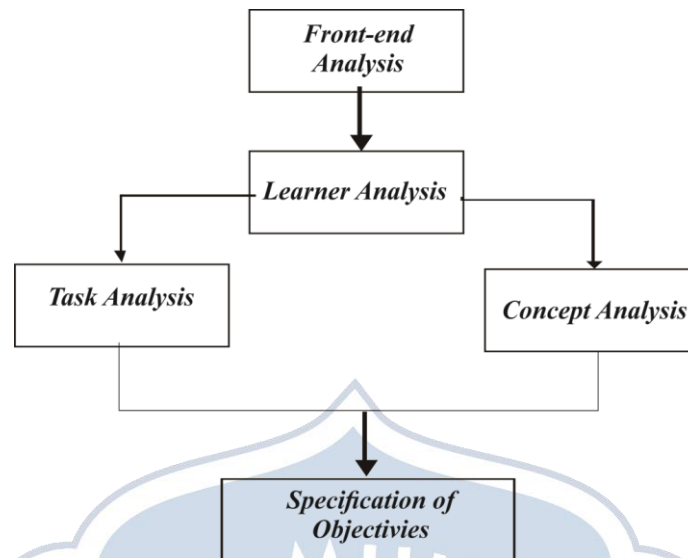 Front-end
Analysis
Learner Analysis
Task Analysis
Concept Analysis
Specification of
Objectivies